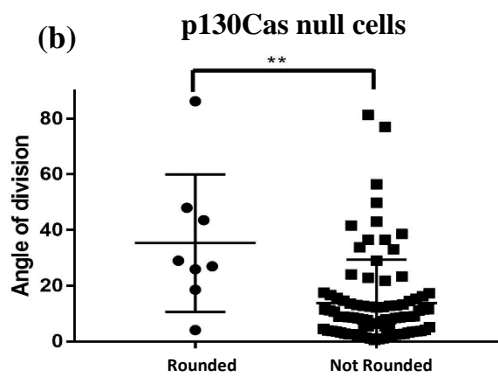 (b)
p130Cas null cells
**
Angle of division
80
60
40
20
0
Rounded
Not Rounded